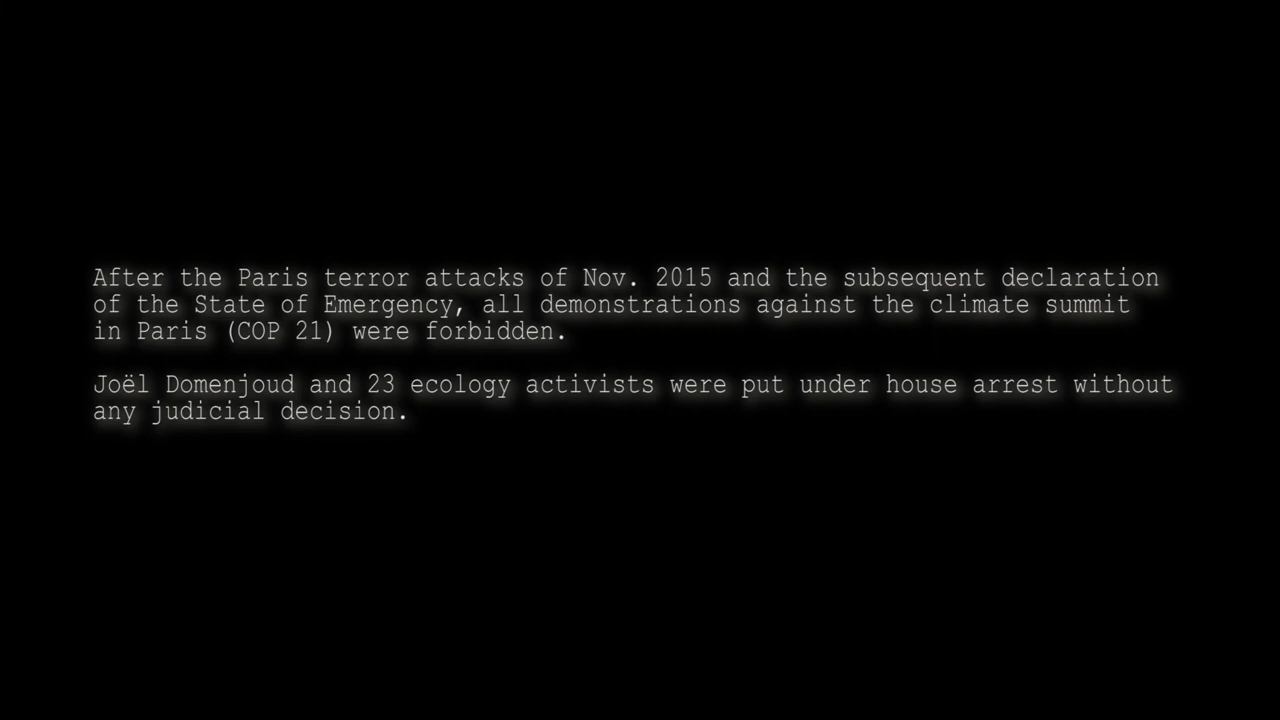 After the Paris terror attacks of Nov. 2015 and the subsequent declaration
of the State of Emergency, all demonstrations against the climate summit
in Paris (COP 21) were forbidden.
Joël Domenjoud and 23 ecology activists were put under house arrest without
any judicial decision.